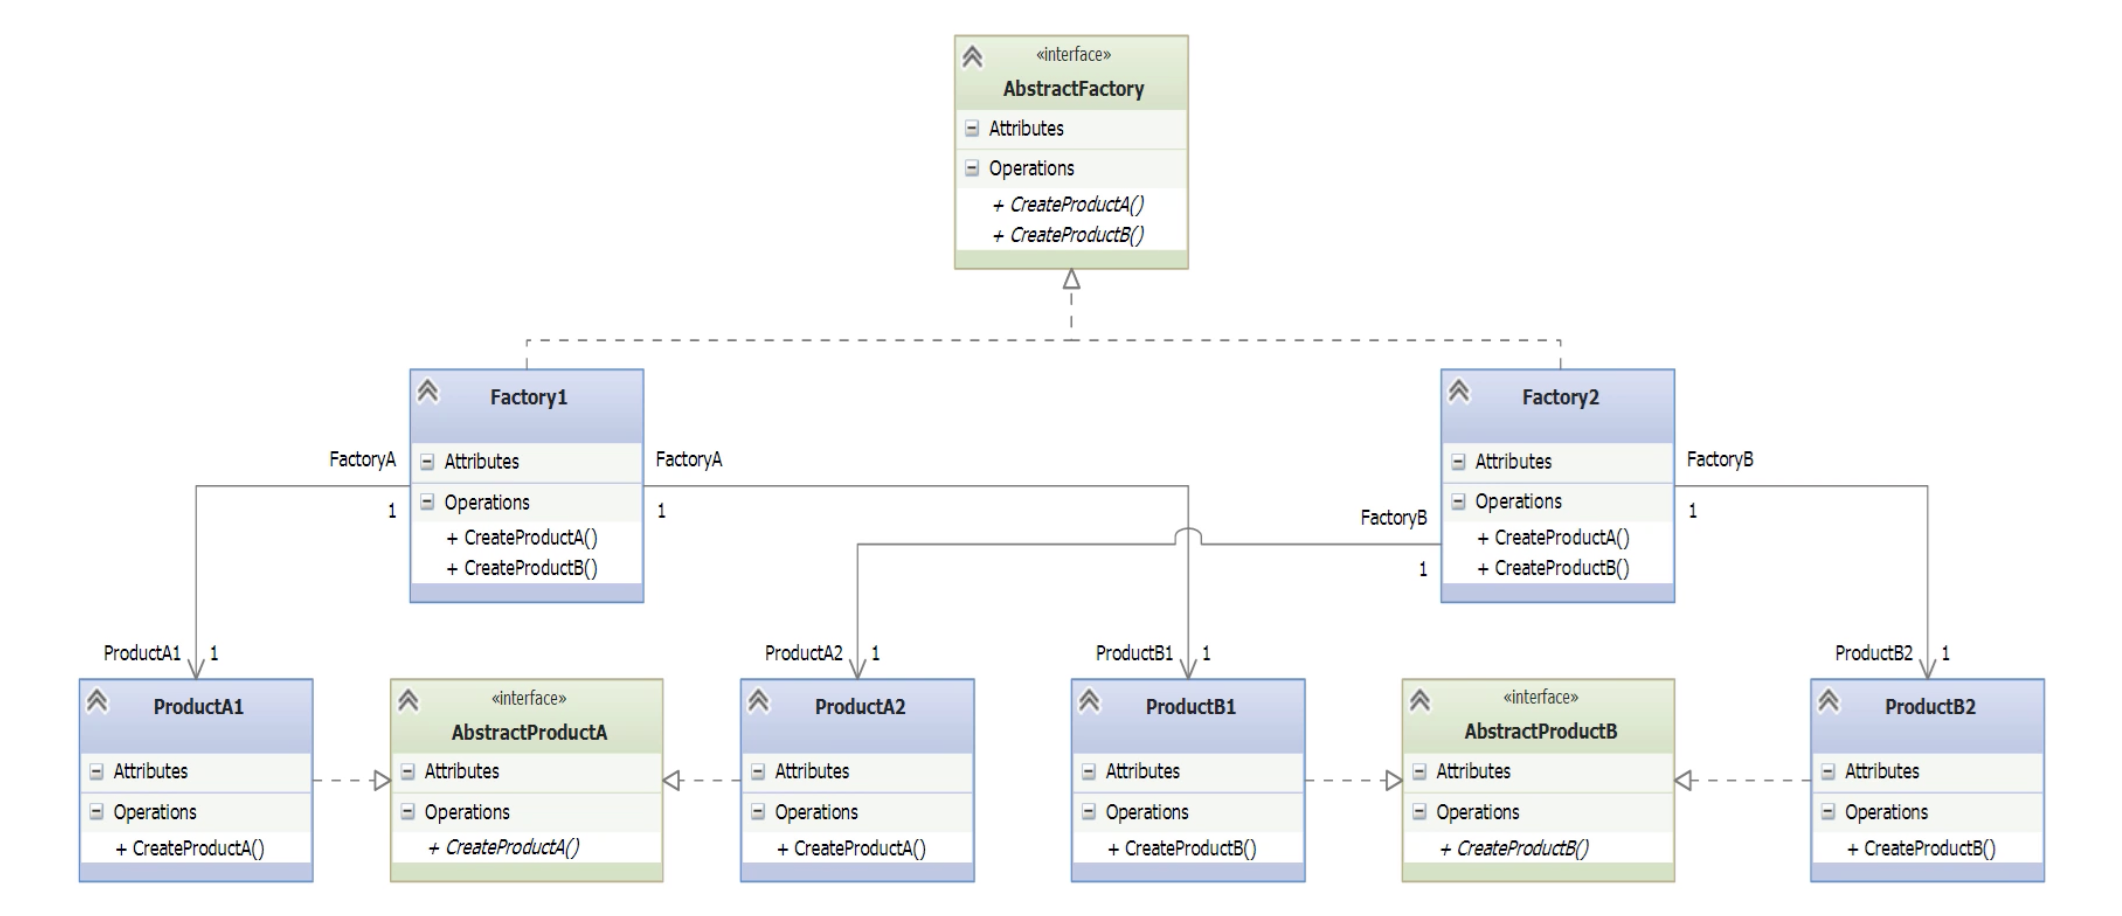 «interface»
AbstractFactory
Attributes
Operations
+ CreateProductA()
+ CreateProductB()
Factory1
Attributes
Operations
+ CreateProductA()
+ CreateProductB()
FactoryA
1
FactoryA
1
Factory2
Attributes
Operations
+ CreateProductA()
+ CreateProductB()
FactoryB
1
FactoryB
1
ProductA1 1
ProductA2 1
ProductB1 1
ProductB2 1
ProductA1
Attributes
Operations
+ CreateProductA()
«interface»
AbstractProductA
Attributes
Operations
+ CreateProductA()
ProductA2
Attributes
Operations
+ CreateProductA()
ProductB1
Attributes
Operations
+ CreateProductB()
«interface»
AbstractProductB
Attributes
Operations
+ CreateProductB()
ProductB2
Attributes
Operations
+ CreateProductB()